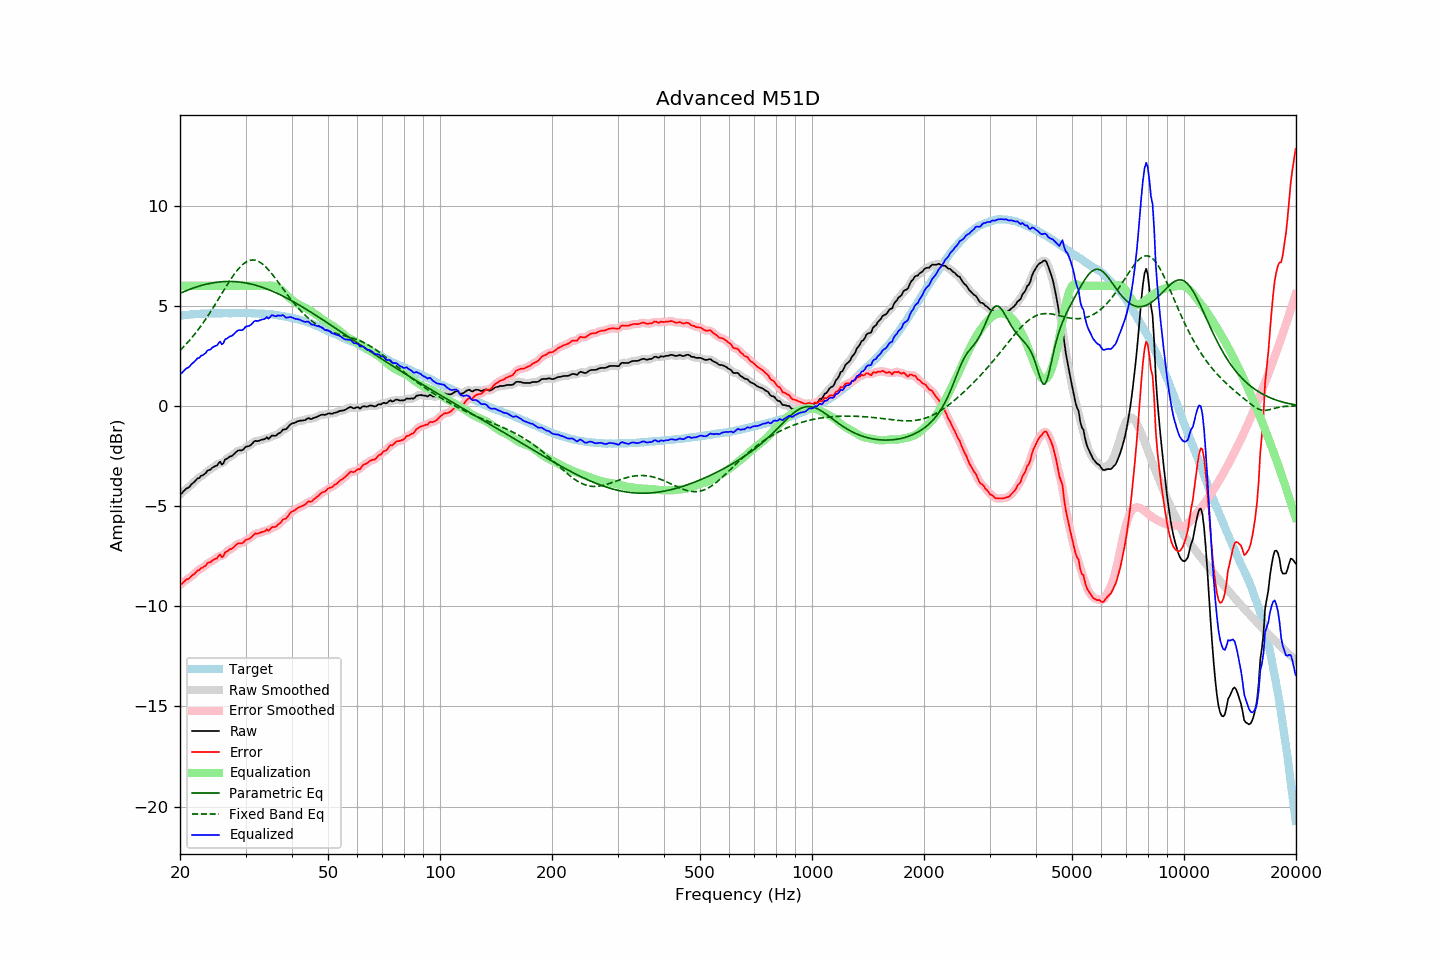 Advanced M51D
Amplitude (dBr)
10
5
0
−5
−10
−15
−20
Target
Raw Smoothed
Error Smoothed
Raw
Error
Equalization
Parametric Eq
Fixed Band Eq
Equalized
20 50 100 200 500 1000 2000 5000 10000 20000
Frequency (Hz)